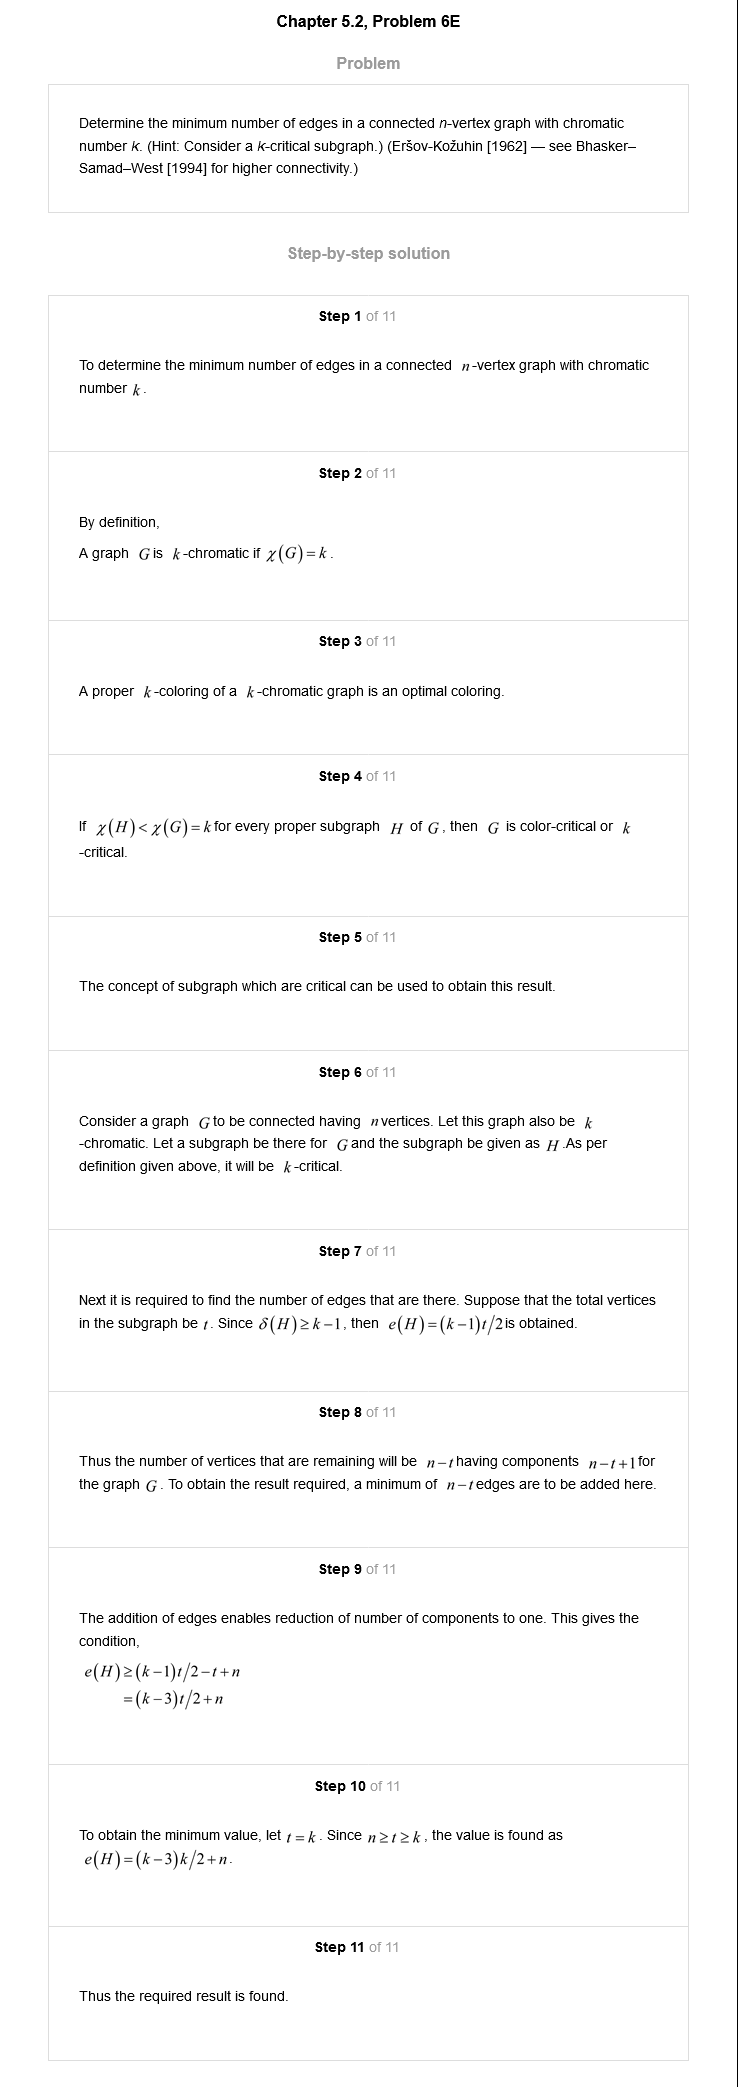 Chapter 5.2, Problem 6E
Problem
Determine the minimum number of edges in a connected n-vertex graph with chromatic
number k. (Hint: Consider a k-critical subgraph.) (Eršov-Kožuhin [1962] — see Bhasker–
Samad–West [1994] for higher connectivity.)
Step-by-step solution
Step 1 of 11
To determine the minimum number of edges in a connected n-vertex graph with chromatic
number k.
Step 2 of 11
By definition,
A graph G is k-chromatic if χ(G)=k.
Step 3 of 11
A proper k-coloring of a k-chromatic graph is an optimal coloring.
Step 4 of 11
If χ(H)<χ(G)=k for every proper subgraph H of G, then G is color-critical or k
-critical.
Step 5 of 11
The concept of subgraph which are critical can be used to obtain this result.
Step 6 of 11
Consider a graph G to be connected having n vertices. Let this graph also be k
-chromatic. Let a subgraph be there for G and the subgraph be given as H.As per
definition given above, it will be k-critical.
Step 7 of 11
Next it is required to find the number of edges that are there. Suppose that the total vertices
in the subgraph be t. Since δ(H)≥k−1, then e(H)=(k−1)t/2 is obtained.
Step 8 of 11
Thus the number of vertices that are remaining will be n−t having components n−t+1 for
the graph G. To obtain the result required, a minimum of n−t edges are to be added here.
Step 9 of 11
The addition of edges enables reduction of number of components to one. This gives the
condition,
e(H)≥(k−1)t/2−t+n
=(k−3)t/2+n
Step 10 of 11
To obtain the minimum value, let t=k. Since n≥t≥k, the value is found as
e(H)=(k−3)k/2+n.
Step 11 of 11
Thus the required result is found.